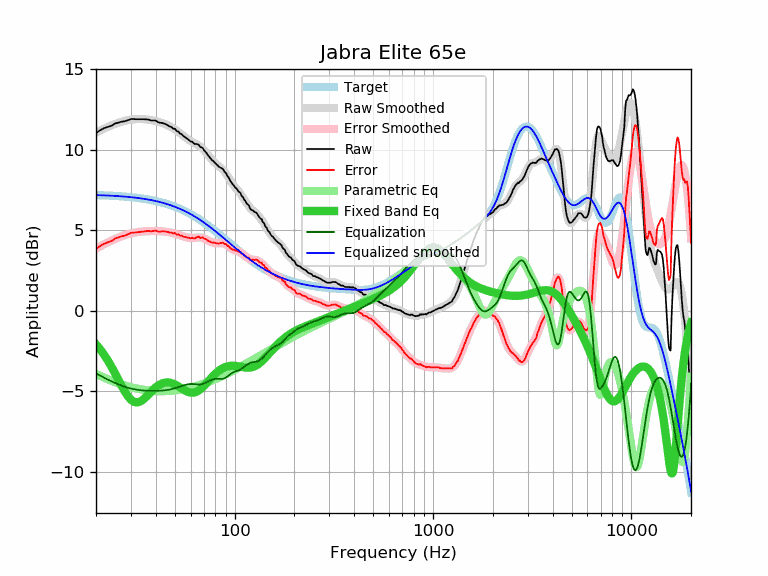 Jabra Elite 65e
Target
Raw Smoothed
Error Smoothed
Raw
Error
Parametric Eq
Fixed Band Eq
Equalization
Equalized smoothed
15
10
5
0
−5
−10
Amplitude (dBr)
100 1000 10000
Frequency (Hz)